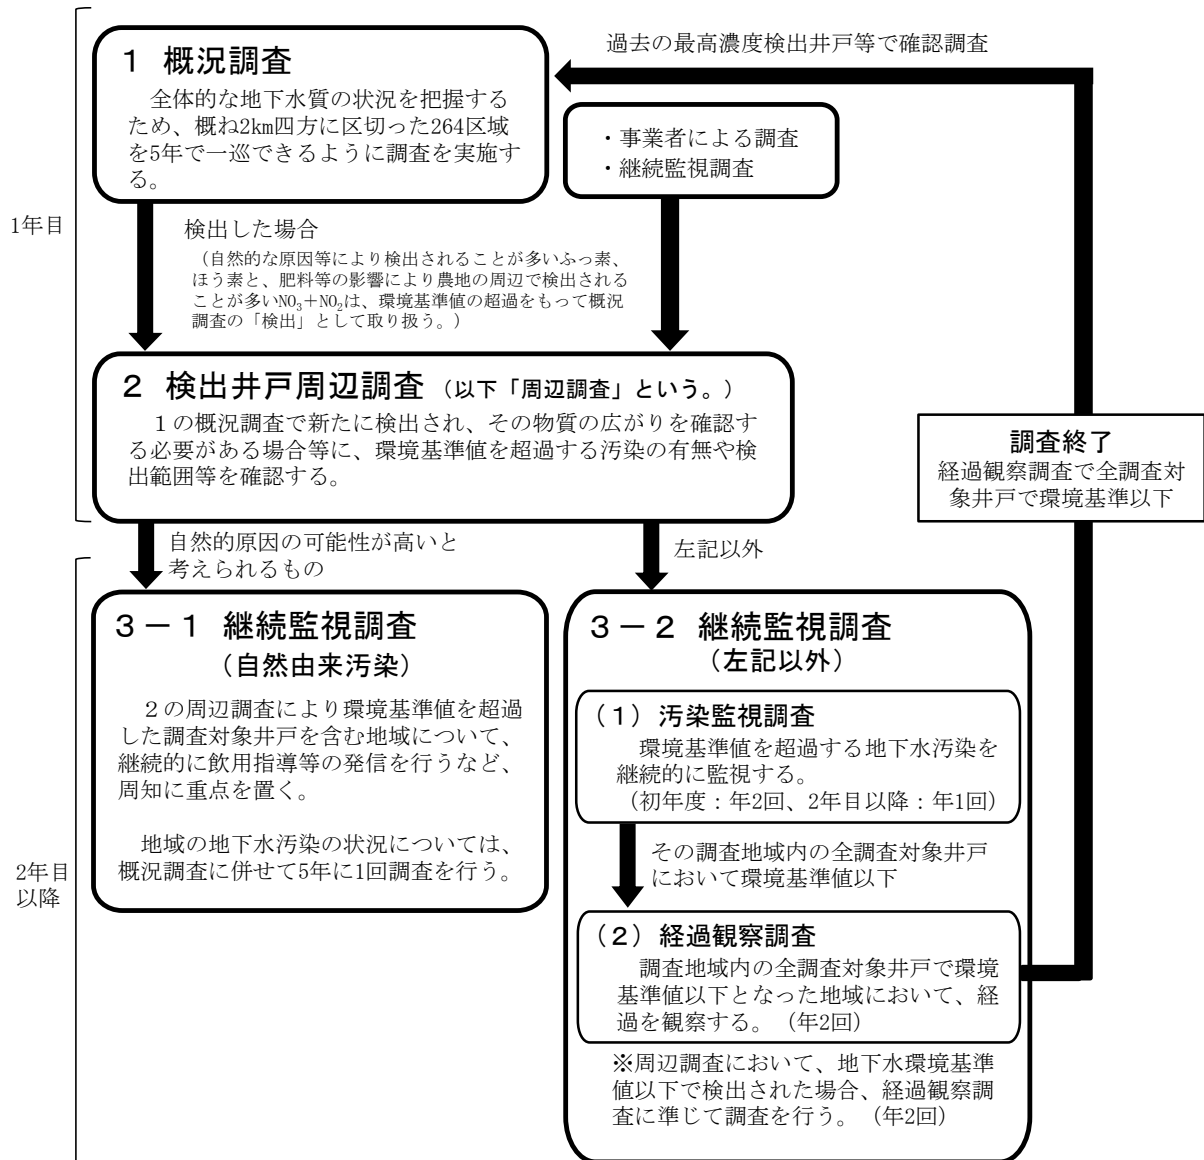 1年目
１ 概況調査
全体的な地下水質の状況を把握する
ため、概ね2km四方に区切った264区域
を5年で一巡できるように調査を実施す
る。
過去の最高濃度検出井戸等で確認調査
・事業者による調査
・継続監視調査
検出した場合
（自然的な原因等により検出されることが多いふっ素、
ほう素と、肥料等の影響により農地の周辺で検出される
ことが多いNO₃＋NO₂は、環境基準値の超過をもって概況
調査の「検出」として取り扱う。）
２ 検出井戸周辺調査（以下「周辺調査」という。）
１の概況調査で新たに検出され、その物質の広がりを確認す
る必要がある場合等に、環境基準値を超過する汚染の有無や検
出範囲等を確認する。
調査終了
経過観察調査で全調査対
象井戸で環境基準以下
自然的原因の可能性が高いと
考えられるもの
左記以外
2年目
以降
３－１ 継続監視調査
（自然由来汚染）
２の周辺調査により環境基準値を超過
した調査対象井戸を含む地域について、
継続的に飲用指導等の発信を行うなど、
周知に重点を置く。
地域の地下水汚染の状況については、
概況調査に併せて5年に1回調査を行う。
３－２ 継続監視調査
（左記以外）
（１）汚染監視調査
環境基準値を超過する地下水汚染を
継続的に監視する。
（初年度：年2回、2年目以降：年1回）
その調査地域内の全調査対象井戸
において環境基準値以下
（２）経過観察調査
調査地域内の全調査対象井戸で環境
基準値以下となった地域において、経
過を観察する。（年2回）
※周辺調査において、地下水環境基準
値以下で検出された場合、経過観察調
査に準じて調査を行う。（年2回）